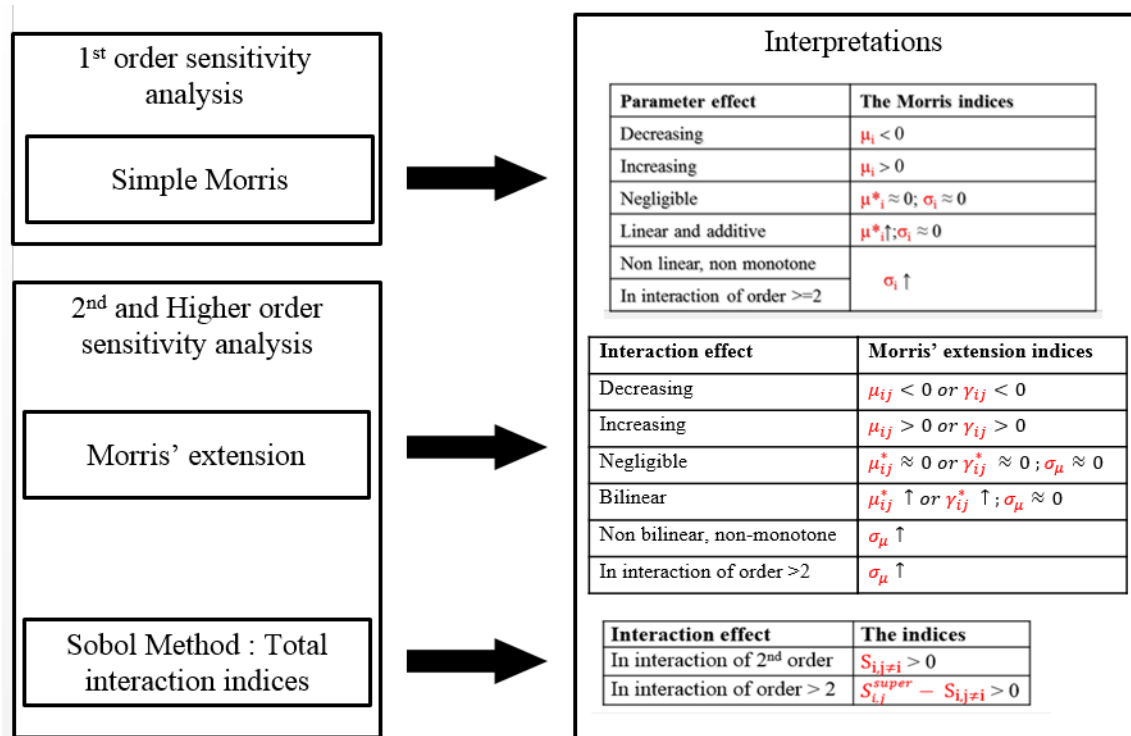 1st order sensitivity
analysis
Simple Morris
2nd and Higher order
sensitivity analysis
Morris’ extension
Sobol Method : Total
interaction indices
Interpretations
Parameter effect The Morris indices
Decreasing μi < 0
Increasing μi > 0
Negligible μ*i ≈ 0; σi ≈ 0
Linear and additive μ*i↑;σi ≈ 0
Non linear, non monotone
σi ↑
In interaction of order >=2
Interaction effect Morris’ extension indices
Decreasing μij < 0 or γij < 0
Increasing μij > 0 or γij > 0
Negligible μ*ij ≈ 0 or γ*ij ≈ 0 ; σμ ≈ 0
Bilinear μ*ij ↑ or γ*ij ↑ ; σμ ≈ 0
Non bilinear, non-monotone σμ ↑
In interaction of order >2 σμ ↑
Interaction effect The indices
In interaction of 2nd order Si,j≠i > 0
In interaction of order > 2 Si,j^super − Si,j≠i > 0